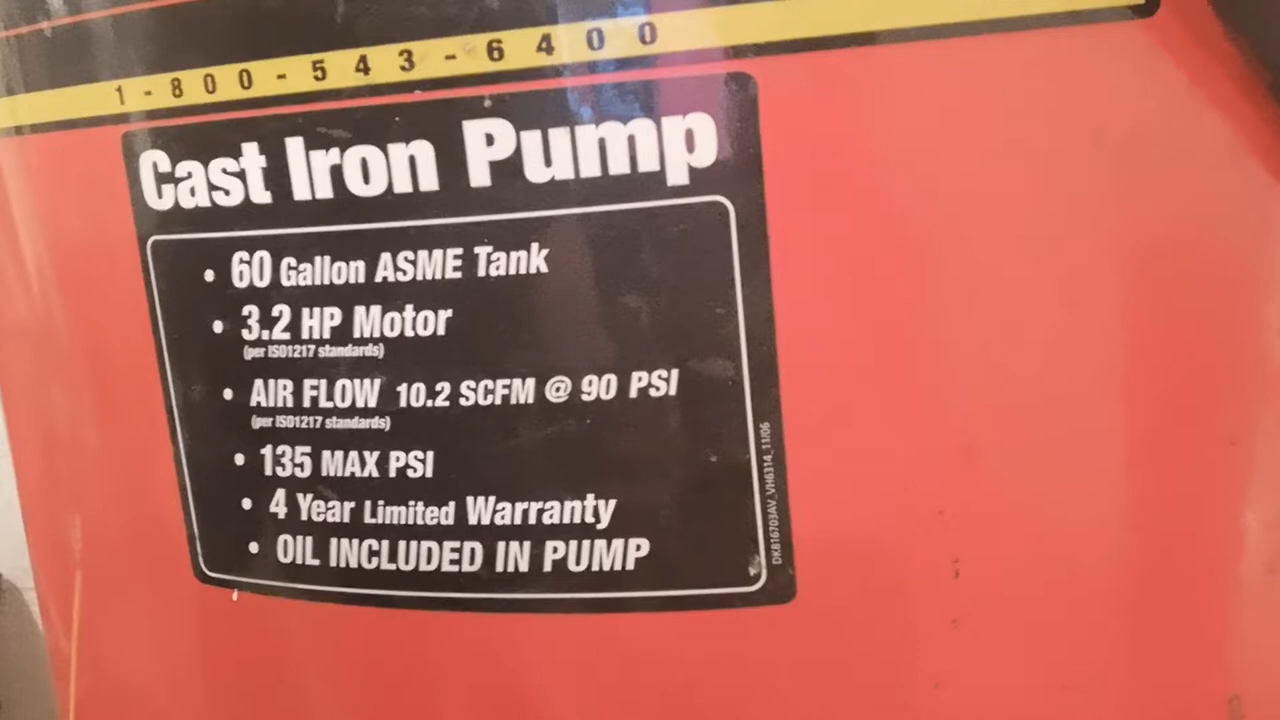 1-800-543-6400
Cast Iron Pump
• 60 Gallon ASME Tank
• 3.2 HP Motor
(per ISO1217 standards)
• AIR FLOW 10.2 SCFM @ 90 PSI
(per ISO1217 standards)
• 135 MAX PSI
• 4 Year Limited Warranty
• OIL INCLUDED IN PUMP
DK816703AV_VH6314_11/06